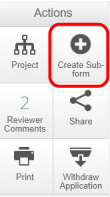 Actions
Project
Create Sub-
form
2
Reviewer
Comments
Share
Print
Withdraw
Application